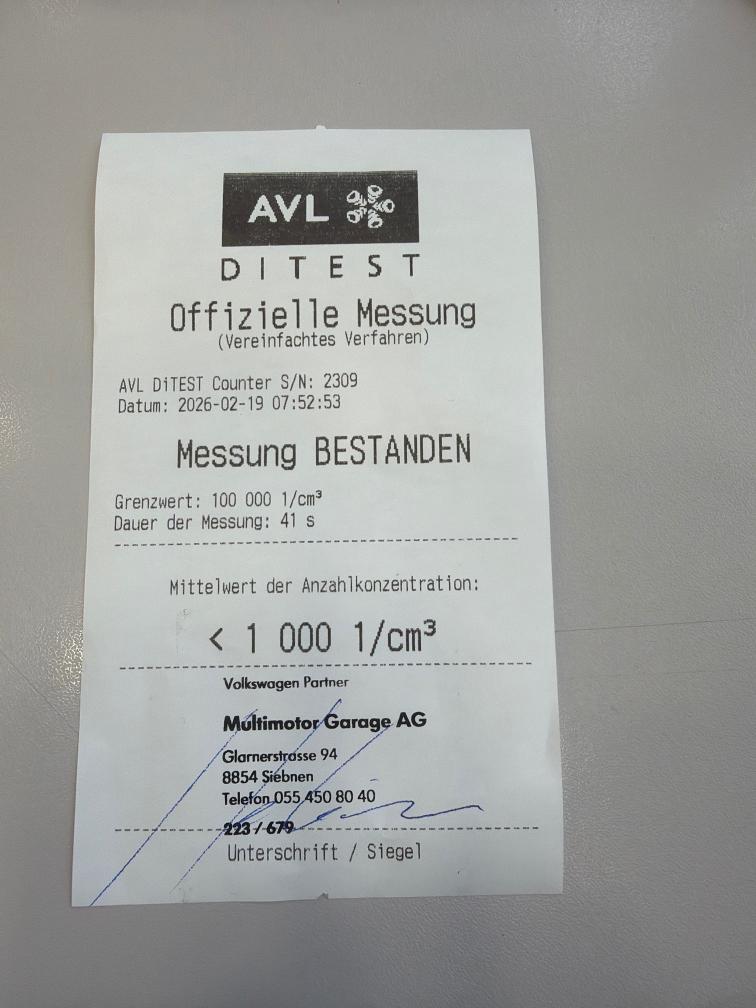 AVL
DITEST
Offizielle Messung
(Vereinfachtes Verfahren)
AVL DiTEST Counter S/N: 2309
Datum: 2026-02-19 07:52:53
Messung BESTANDEN
Grenzwert: 100 000 1/cm³
Dauer der Messung: 41 s
Mittelwert der Anzahlkonzentration:
< 1 000 1/cm³
Volkswagen Partner
Multimotor Garage AG
Glarnerstrasse 94
8854 Siebnen
Telefon 055 450 80 40
223 / 679
Unterschrift / Siegel